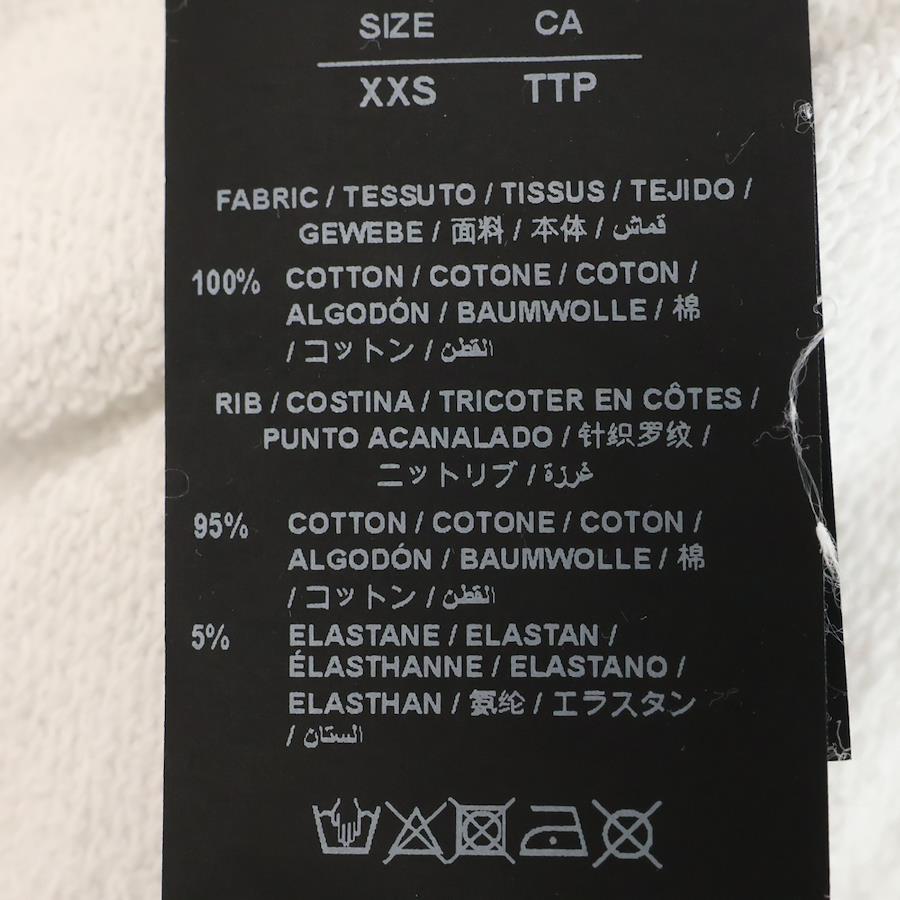 SIZE CA
XXS TTP
FABRIC / TESSUTO / TISSUS / TEJIDO /
GEWEBE / 面料 / 本体 / قماش
100% COTTON / COTONE / COTON /
ALGODÓN / BAUMWOLLE / 棉
/ コットン / القطن
RIB / COSTINA / TRICOTER EN CÔTES /
PUNTO ACANALADO / 针织罗纹 /
ニットリブ / غرزة
95% COTTON / COTONE / COTON /
ALGODÓN / BAUMWOLLE / 棉
/ コットン / القطن
5% ELASTANE / ELASTAN /
ÉLASTHANNE / ELASTANO /
ELASTHAN / 氨纶 / エラスタン
/ الستان